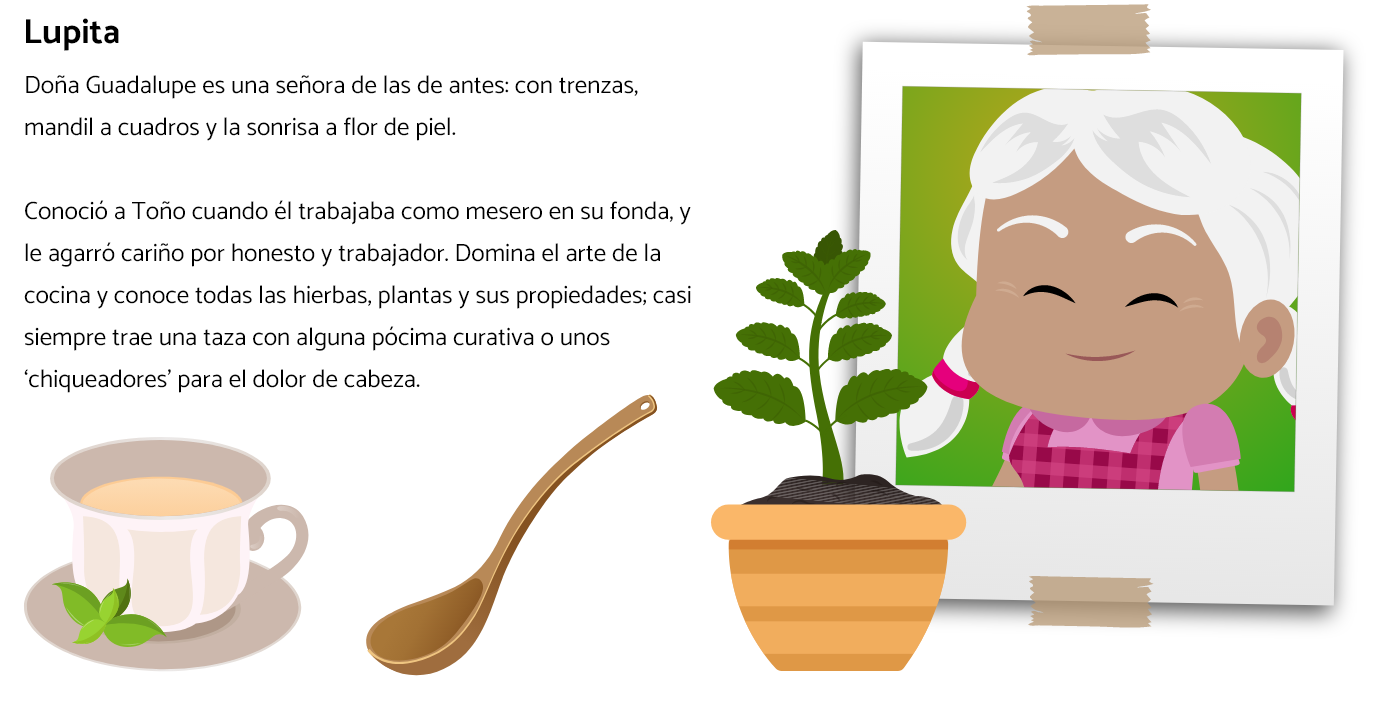 Lupita
Doña Guadalupe es una señora de las de antes: con trenzas,
mandil a cuadros y la sonrisa a flor de piel.
Conoció a Toño cuando él trabajaba como mesero en su fonda, y
le agarró cariño por honesto y trabajador. Domina el arte de la
cocina y conoce todas las hierbas, plantas y sus propiedades; casi
siempre trae una taza con alguna pócima curativa o unos
‘chiqueadores’ para el dolor de cabeza.